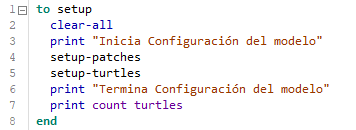 1 to setup
2 clear-all
3 print "Inicia Configuración del modelo"
4 setup-patches
5 setup-turtles
6 print "Termina Configuración del modelo"
7 print count turtles
8 end